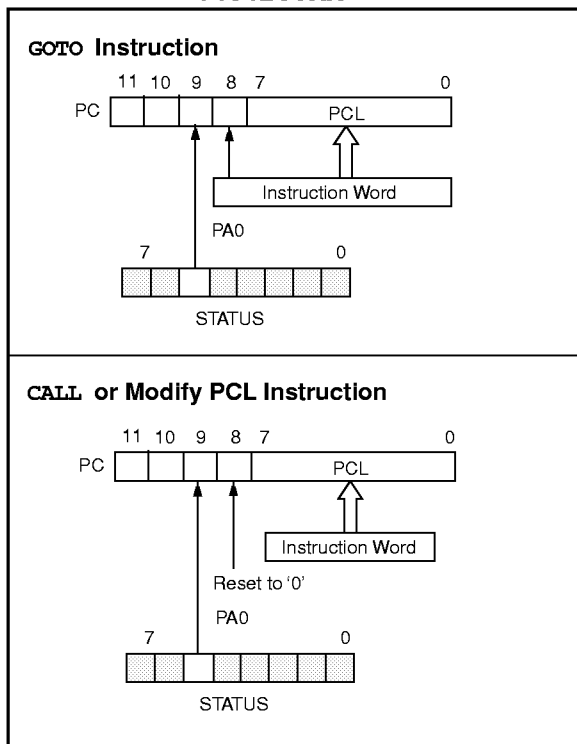 GOTO Instruction
11 10 9 8 7 0
PC PCL
Instruction Word
PA0
7 0
STATUS
CALL or Modify PCL Instruction
11 10 9 8 7 0
PC PCL
Instruction Word
Reset to ‘0’
PA0
7 0
STATUS